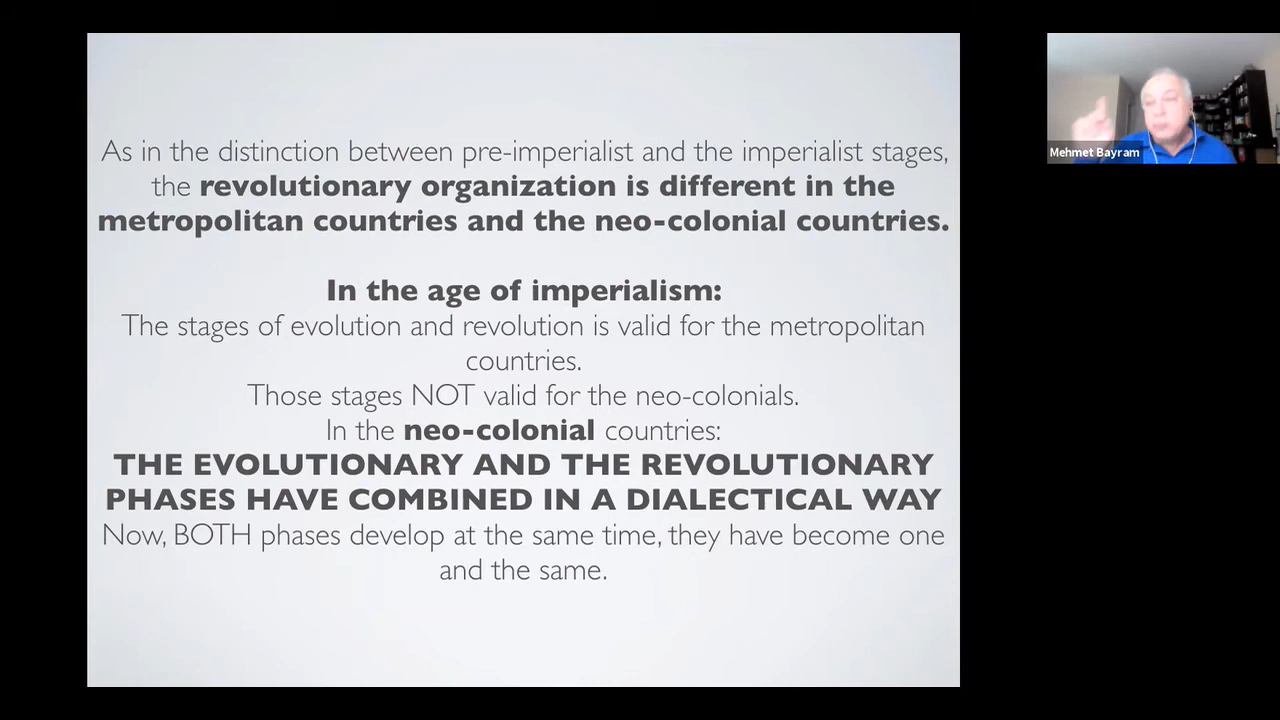 As in the distinction between pre-imperialist and the imperialist stages,
the revolutionary organization is different in the
metropolitan countries and the neo-colonial countries.
In the age of imperialism:
The stages of evolution and revolution is valid for the metropolitan
countries.
Those stages NOT valid for the neo-colonials.
In the neo-colonial countries:
THE EVOLUTIONARY AND THE REVOLUTIONARY
PHASES HAVE COMBINED IN A DIALECTICAL WAY
Now, BOTH phases develop at the same time, they have become one
and the same.
Mehmet Bayram